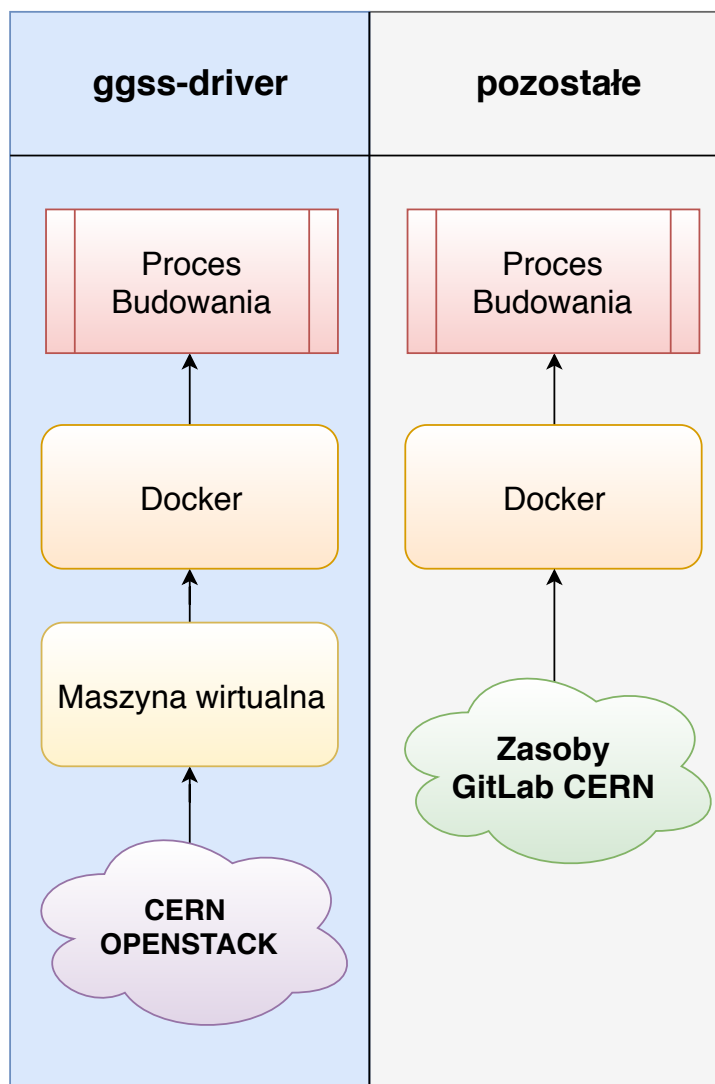 ggss-driver
pozostałe
Proces
Budowania
Docker
Maszyna wirtualna
CERN
OPENSTACK
Proces
Budowania
Docker
Zasoby
GitLab CERN